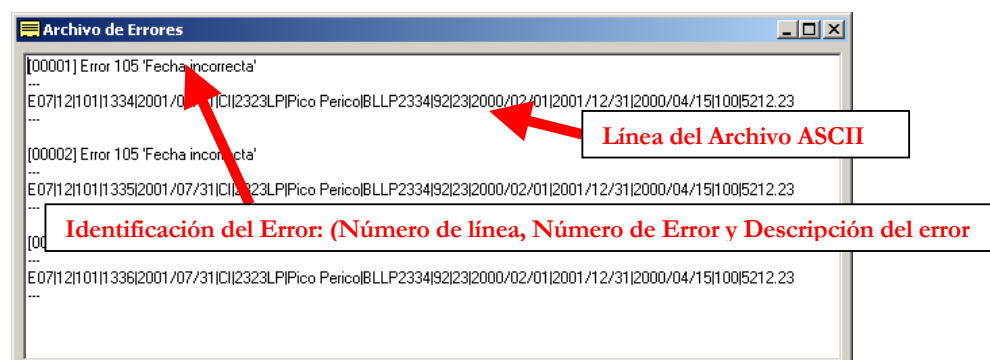 Archivo de Errores
[00001] Error 105 'Fecha incorrecta'
---
E07|12|101|1334|2001/0 |CI|2323LP|Pico Perico|BLLP2334|92|23|2000/02/01|2001/12/31|2000/04/15|100|5212.23
---
Línea del Archivo ASCII
[00002] Error 105 'Fecha incorrecta'
---
E07|12|101|1335|2001/07/31|CI|2323LP|Pico Perico|BLLP2334|92|23|2000/02/01|2001/12/31|2000/04/15|100|5212.23
---
Identificación del Error: (Número de línea, Número de Error y Descripción del error
[00
---
E07|12|101|1336|2001/07/31|CI|2323LP|Pico Perico|BLLP2334|92|23|2000/02/01|2001/12/31|2000/04/15|100|5212.23
---